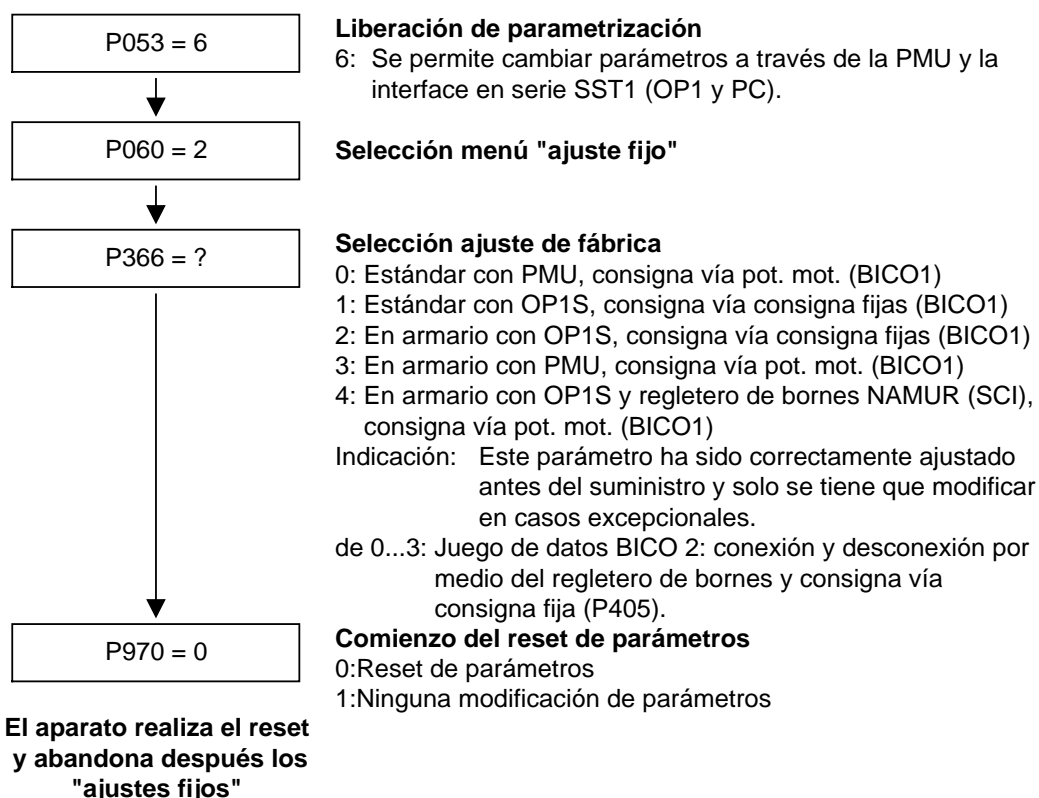 P053 = 6
Liberación de parametrización
6: Se permite cambiar parámetros a través de la PMU y la
interface en serie SST1 (OP1 y PC).
P060 = 2
Selección menú "ajuste fijo"
P366 = ?
Selección ajuste de fábrica
0: Estándar con PMU, consigna vía pot. mot. (BICO1)
1: Estándar con OP1S, consigna vía consigna fijas (BICO1)
2: En armario con OP1S, consigna vía consigna fijas (BICO1)
3: En armario con PMU, consigna vía pot. mot. (BICO1)
4: En armario con OP1S y regletero de bornes NAMUR (SCI),
consigna vía pot. mot. (BICO1)
Indicación: Este parámetro ha sido correctamente ajustado
antes del suministro y solo se tiene que modificar
en casos excepcionales.
de 0...3: Juego de datos BICO 2: conexión y desconexión por
medio del regletero de bornes y consigna vía
consigna fija (P405).
P970 = 0
Comienzo del reset de parámetros
0:Reset de parámetros
1:Ninguna modificación de parámetros
El aparato realiza el reset
y abandona después los
"ajustes fijos"